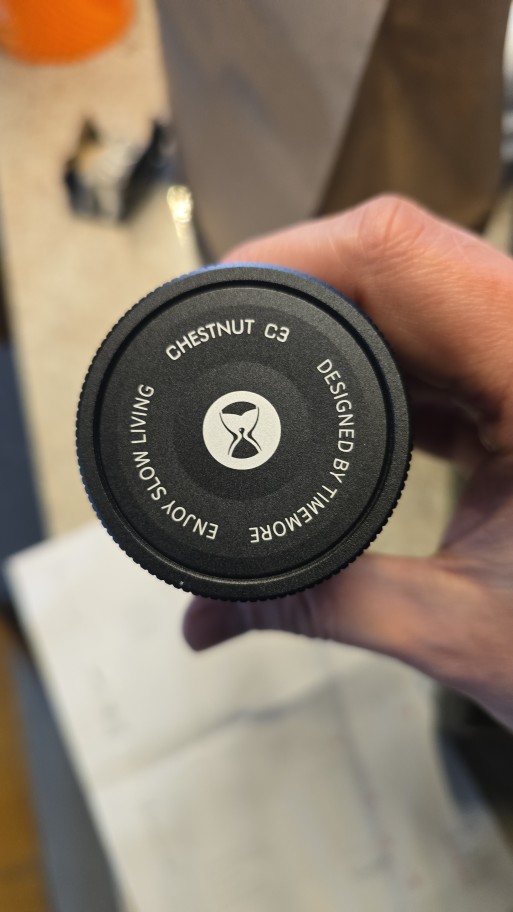 CHESTNUT C3
DESIGNED BY TIMEMORE
ENJOY SLOW LIVING